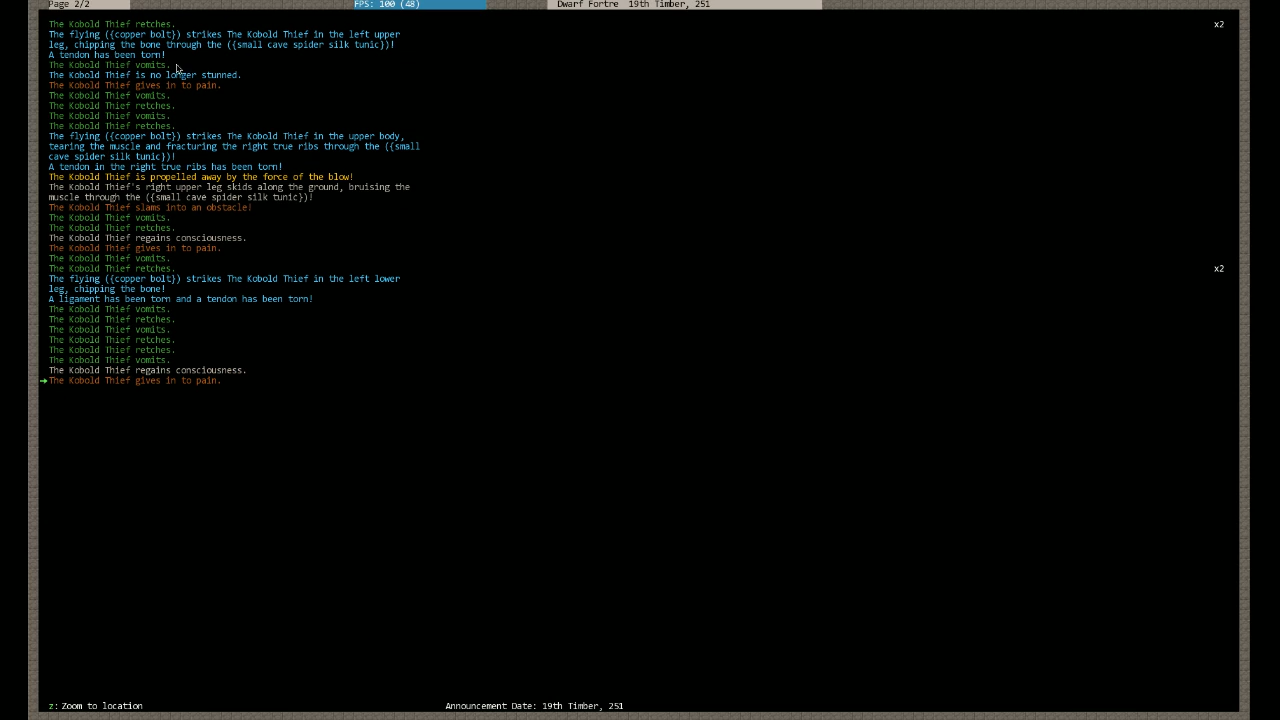 Page 2/2 FPS: 100 (48) Dwarf Fortre 19th Timber, 251
The Kobold Thief retches. x2
The flying ({copper bolt}) strikes The Kobold Thief in the left upper
leg, chipping the bone through the ({small cave spider silk tunic})!
A tendon has been torn!
The Kobold Thief vomits.
The Kobold Thief is no longer stunned.
The Kobold Thief gives in to pain.
The Kobold Thief vomits.
The Kobold Thief retches.
The Kobold Thief vomits.
The Kobold Thief retches.
The flying ({copper bolt}) strikes The Kobold Thief in the upper body,
tearing the muscle and fracturing the right true ribs through the ({small
cave spider silk tunic})!
A tendon in the right true ribs has been torn!
The Kobold Thief is propelled away by the force of the blow!
The Kobold Thief's right upper leg skids along the ground, bruising the
muscle through the ({small cave spider silk tunic})!
The Kobold Thief slams into an obstacle!
The Kobold Thief vomits.
The Kobold Thief retches.
The Kobold Thief regains consciousness.
The Kobold Thief gives in to pain.
The Kobold Thief vomits.
The Kobold Thief retches. x2
The flying ({copper bolt}) strikes The Kobold Thief in the left lower
leg, chipping the bone!
A ligament has been torn and a tendon has been torn!
The Kobold Thief vomits.
The Kobold Thief retches.
The Kobold Thief vomits.
The Kobold Thief retches.
The Kobold Thief retches.
The Kobold Thief vomits.
The Kobold Thief regains consciousness.
The Kobold Thief gives in to pain.
z: Zoom to location Announcement Date: 19th Timber, 251